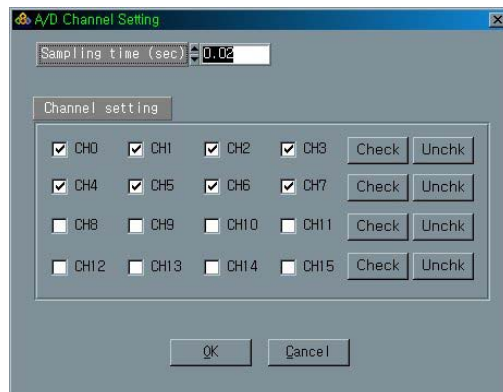 A/D Channel Setting
Sampling time (sec) 0.02
Channel setting
CH0 CH1 CH2 CH3 Check Unchk
CH4 CH5 CH6 CH7 Check Unchk
CH8 CH9 CH10 CH11 Check Unchk
CH12 CH13 CH14 CH15 Check Unchk
OK Cancel